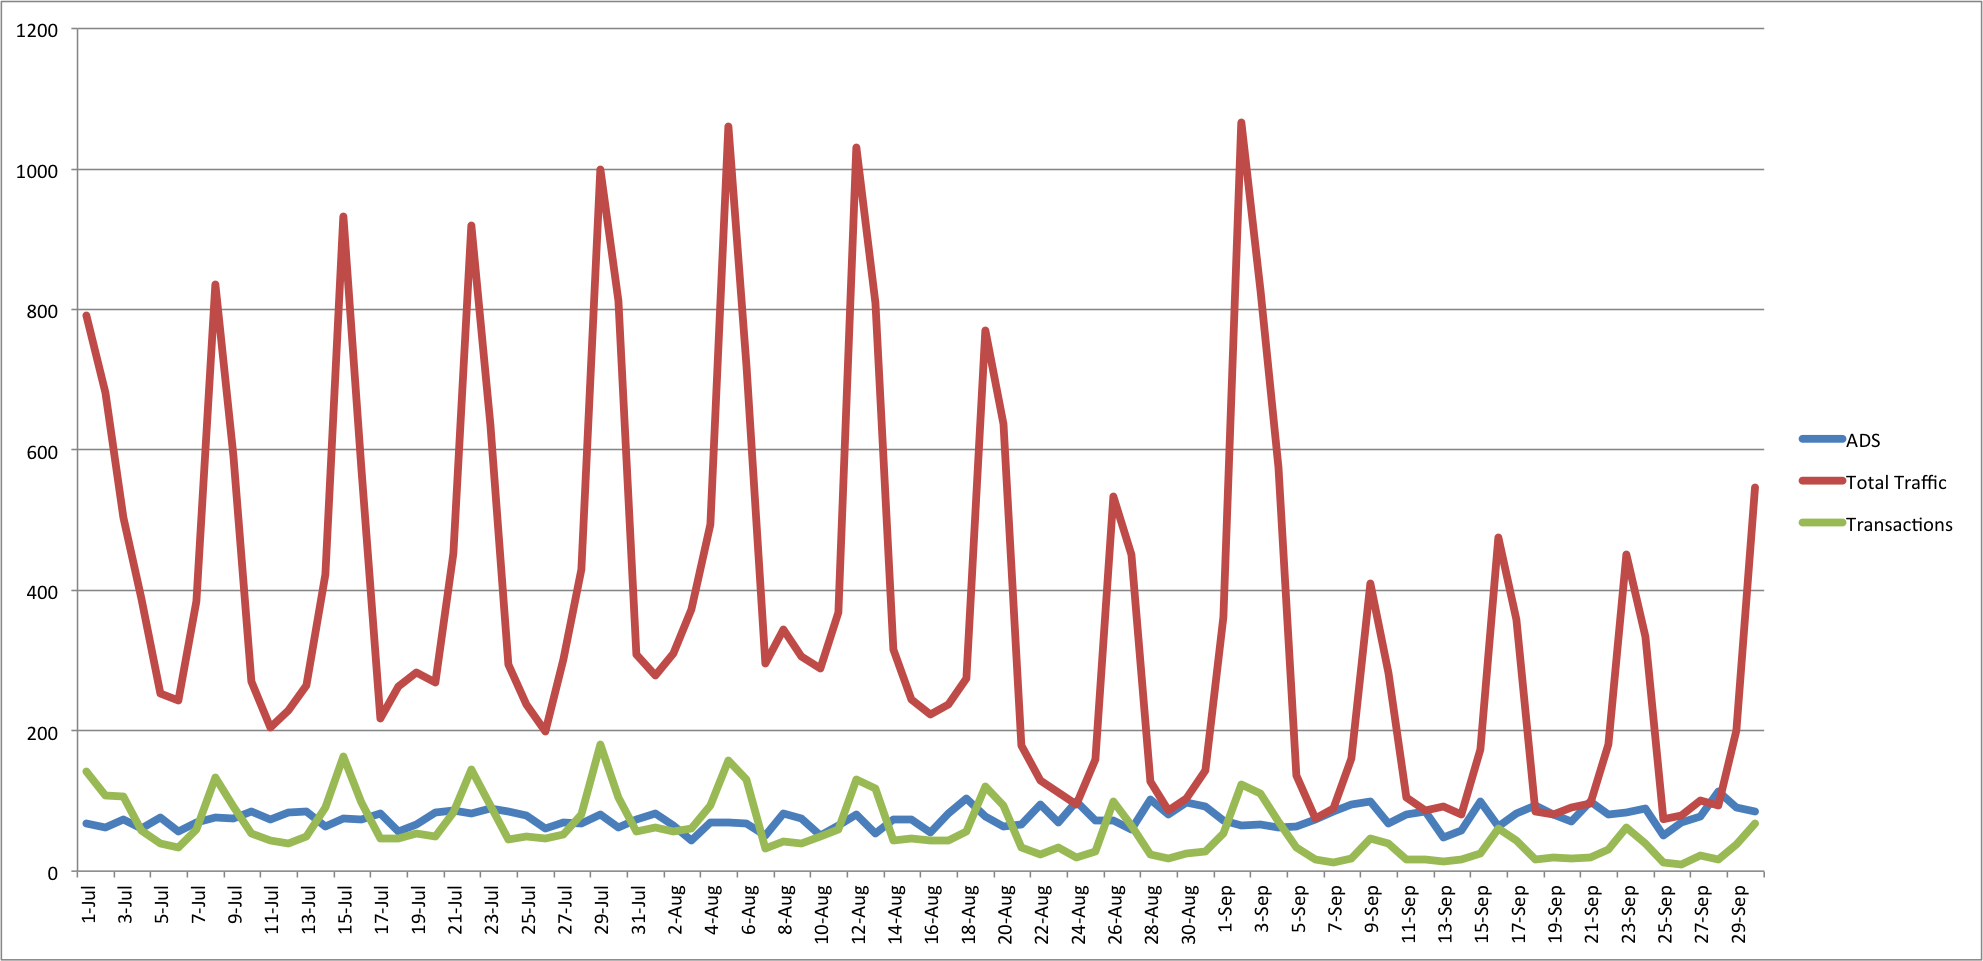 1200
1000
800
600
400
200
0
1-Jul
3-Jul
5-Jul
7-Jul
9-Jul
11-Jul
13-Jul
15-Jul
17-Jul
19-Jul
21-Jul
23-Jul
25-Jul
27-Jul
29-Jul
31-Jul
2-Aug
4-Aug
6-Aug
8-Aug
10-Aug
12-Aug
14-Aug
16-Aug
18-Aug
20-Aug
22-Aug
24-Aug
26-Aug
28-Aug
30-Aug
1-Sep
3-Sep
5-Sep
7-Sep
9-Sep
11-Sep
13-Sep
15-Sep
17-Sep
19-Sep
21-Sep
23-Sep
25-Sep
27-Sep
29-Sep
ADS
Total Traffic
Transactions